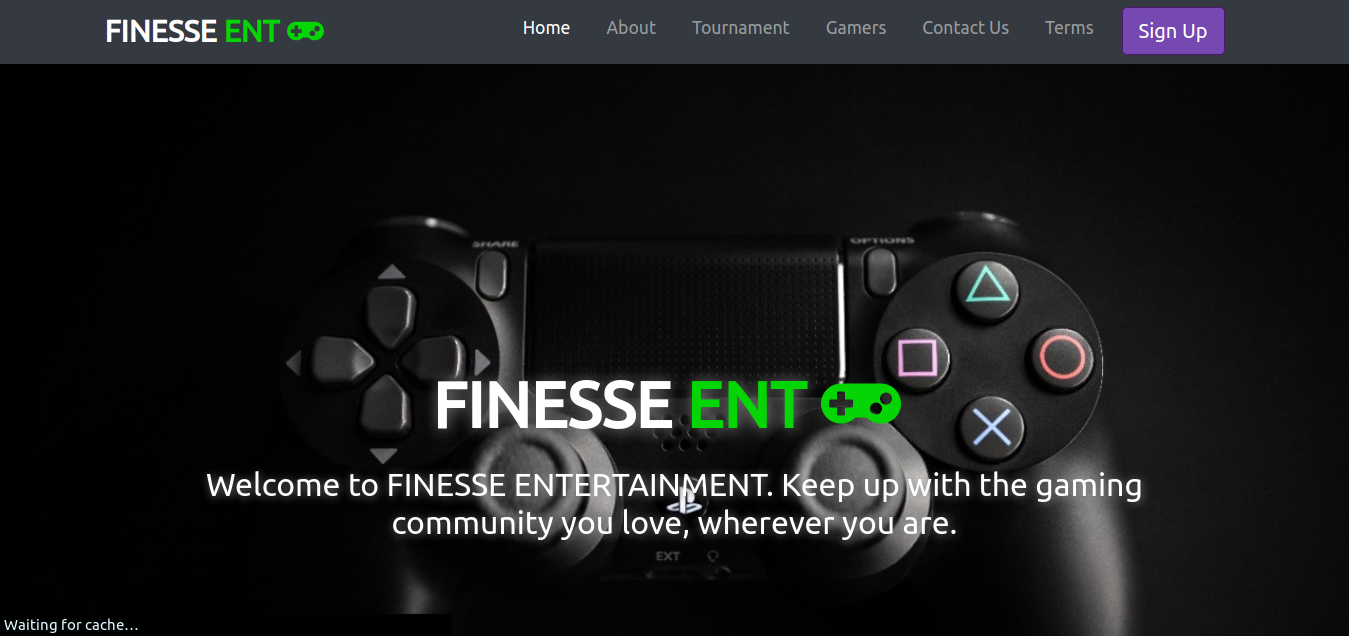 FINESSE ENT
Home
About
Tournament
Gamers
Contact Us
Terms
Sign Up
SHARE
OPTIONS
FINESSE ENT
Welcome to FINESSE ENTERTAINMENT. Keep up with the gaming
community you love, wherever you are.
EXT
Waiting for cache…